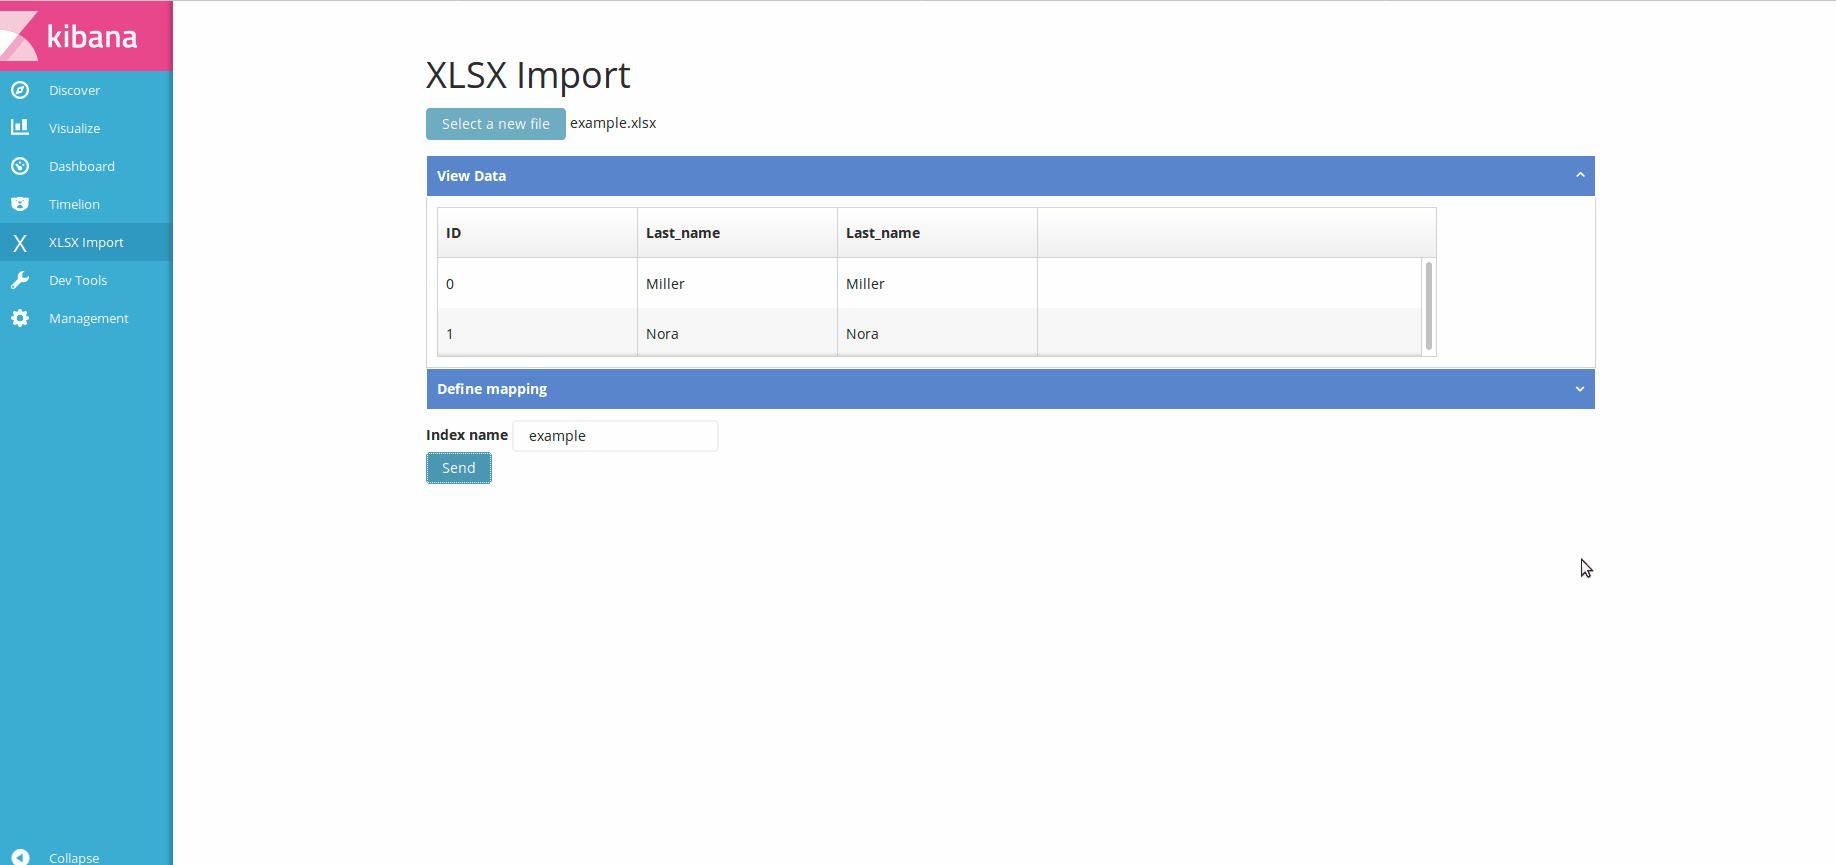 kibana
Discover
Visualize
Dashboard
Timelion
XLSX Import
Dev Tools
Management
Collapse
XLSX Import
Select a new file example.xlsx
View Data
ID Last_name Last_name
0 Miller Miller
1 Nora Nora
Define mapping
Index name example
Send